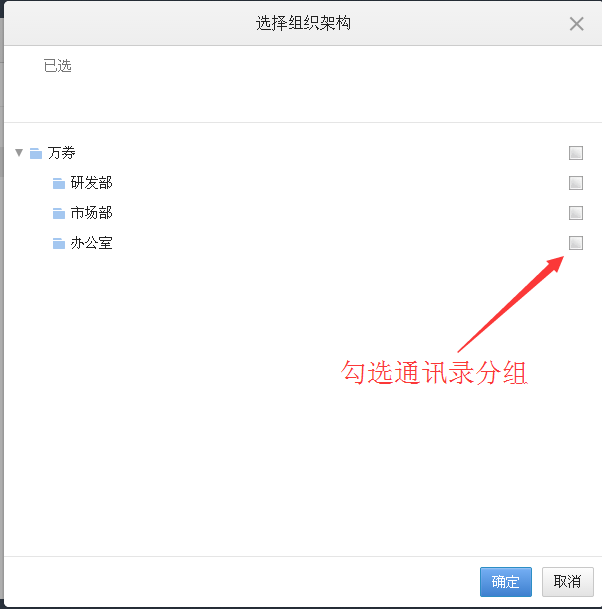 选择组织架构
已选
万券
研发部
市场部
办公室
勾选通讯录分组
确定
取消